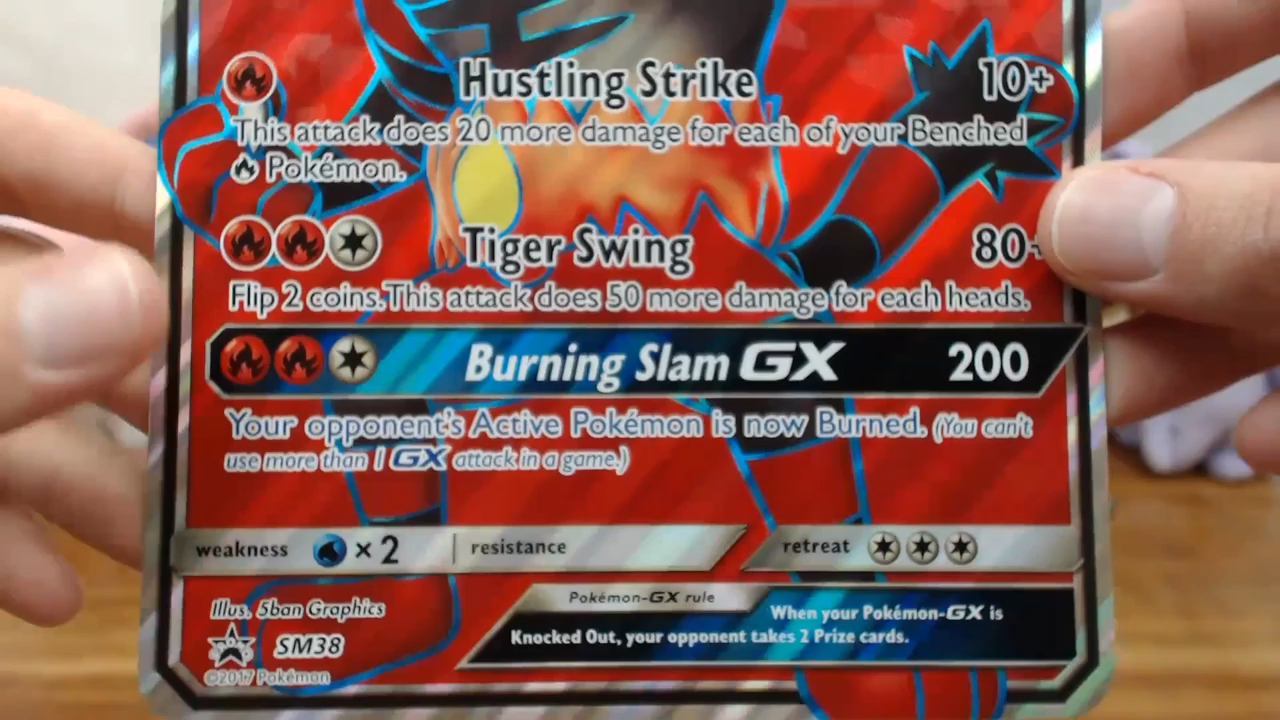 Hustling Strike 10+
This attack does 20 more damage for each of your Benched
Pokémon.
Tiger Swing 80+
Flip 2 coins. This attack does 50 more damage for each heads.
Burning Slam GX 200
Your opponent's Active Pokémon is now Burned. (You can't
use more than 1 GX attack in a game.)
weakness ×2 resistance retreat
Illus. 5ban Graphics
SM38
©2017 Pokémon
Pokémon-GX rule
When your Pokémon-GX is
Knocked Out, your opponent takes 2 Prize cards.